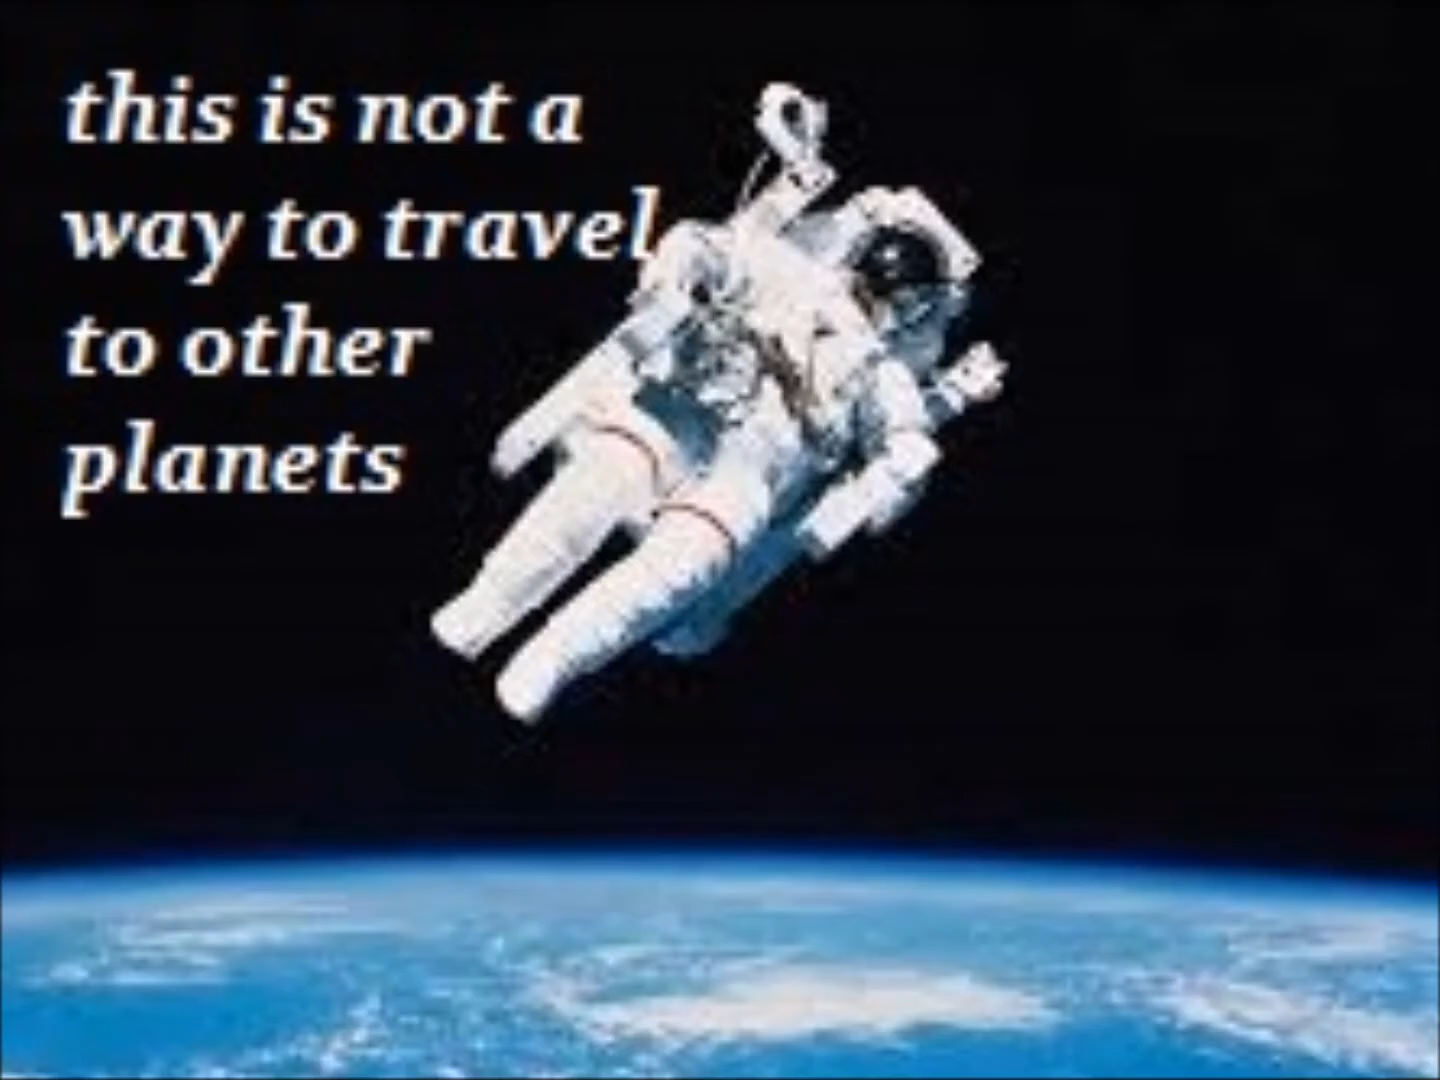 this is not a
way to travel
to other
planets